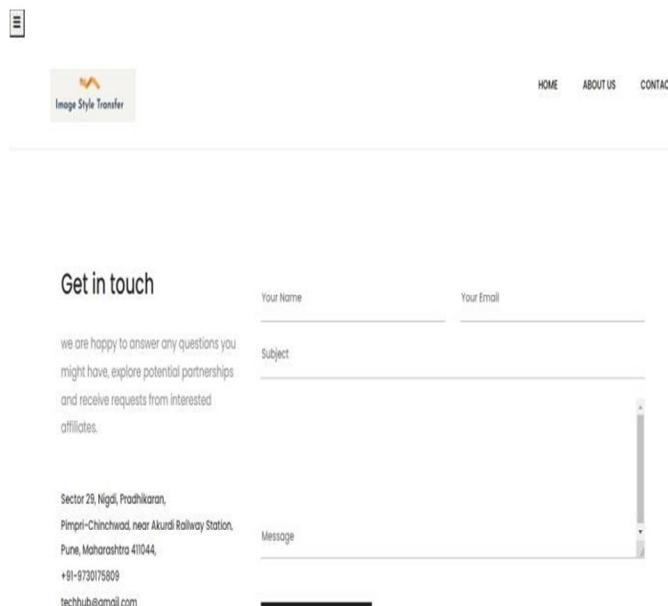 Image Style Transfer
HOME ABOUT US CONTAC
Get in touch
we are happy to answer any questions you
might have, explore potential partnerships
and receive requests from interested
affiliates.
Sector 29, Nigdi, Pradhikaran,
Pimpri-Chinchwad, near Akurdi Railway Station,
Pune, Maharashtra 411044,
+91-9730175809
techhub@gmail.com
Your Name
Your Email
Subject
Message